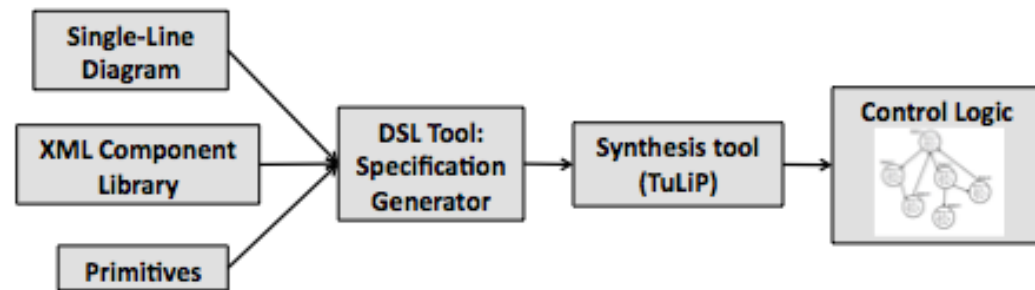 Single-Line
Diagram
XML Component
Library
Primitives
DSL Tool:
Specification
Generator
Synthesis tool
(TuLiP)
Control Logic